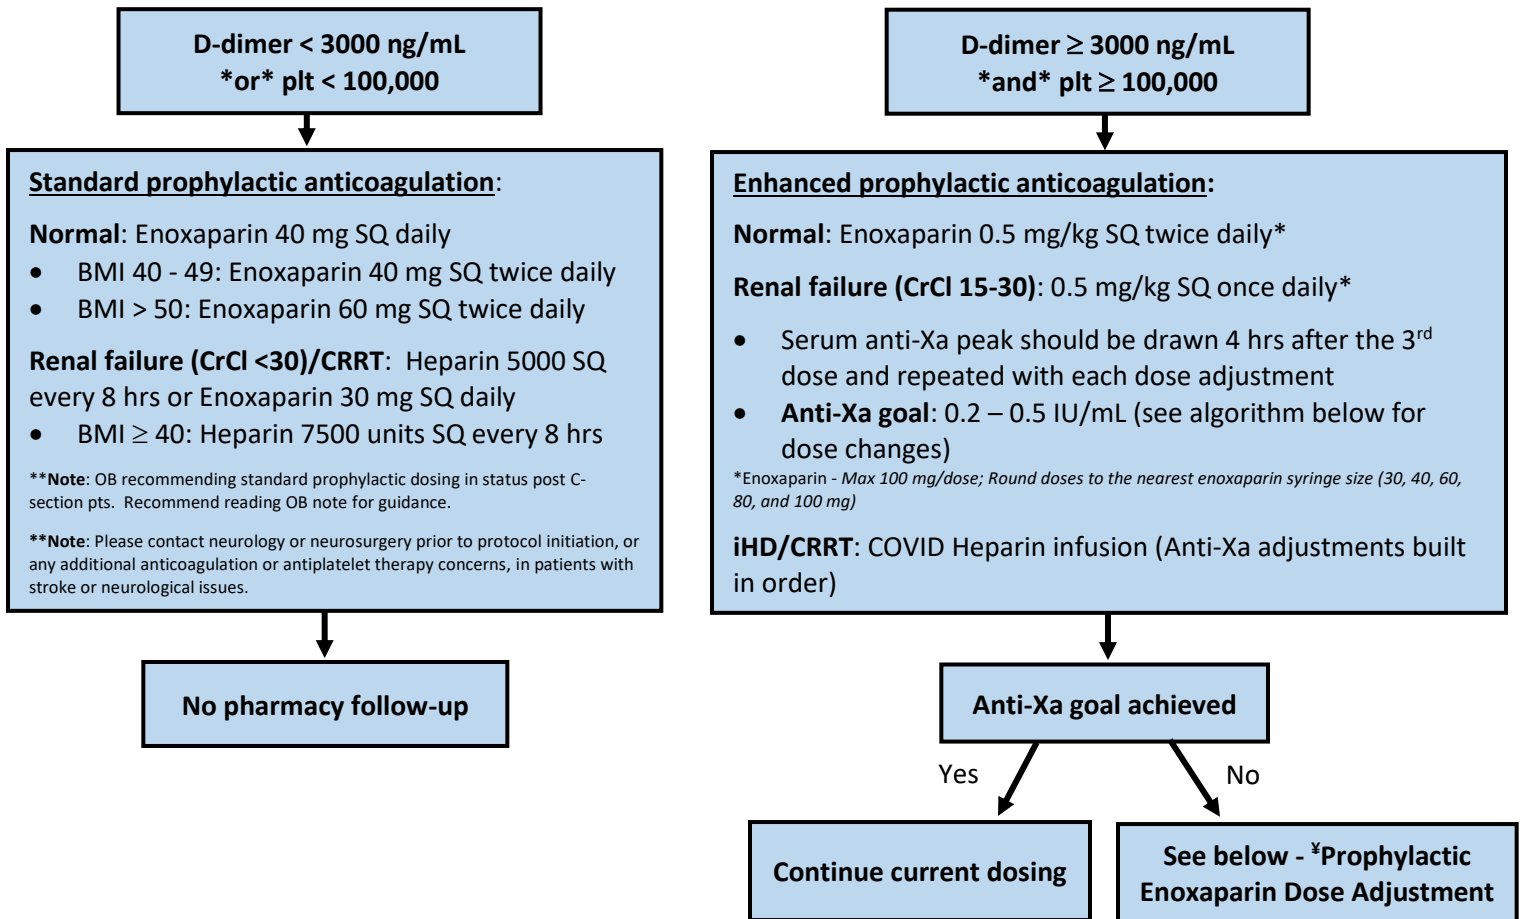 D-dimer < 3000 ng/mL
*or* plt < 100,000
Standard prophylactic anticoagulation:
Normal: Enoxaparin 40 mg SQ daily
• BMI 40 - 49: Enoxaparin 40 mg SQ twice daily
• BMI > 50: Enoxaparin 60 mg SQ twice daily
Renal failure (CrCl <30)/CRRT: Heparin 5000 SQ
every 8 hrs or Enoxaparin 30 mg SQ daily
• BMI ≥ 40: Heparin 7500 units SQ every 8 hrs
**Note: OB recommending standard prophylactic dosing in status post C-
section pts. Recommend reading OB note for guidance.
**Note: Please contact neurology or neurosurgery prior to protocol initiation, or
any additional anticoagulation or antiplatelet therapy concerns, in patients with
stroke or neurological issues.
No pharmacy follow-up
D-dimer ≥ 3000 ng/mL
*and* plt ≥ 100,000
Enhanced prophylactic anticoagulation:
Normal: Enoxaparin 0.5 mg/kg SQ twice daily*
Renal failure (CrCl 15-30): 0.5 mg/kg SQ once daily*
• Serum anti-Xa peak should be drawn 4 hrs after the 3rd
dose and repeated with each dose adjustment
• Anti-Xa goal: 0.2 – 0.5 IU/mL (see algorithm below for
dose changes)
*Enoxaparin - Max 100 mg/dose; Round doses to the nearest enoxaparin syringe size (30, 40, 60,
80, and 100 mg)
iHD/CRRT: COVID Heparin infusion (Anti-Xa adjustments built
in order)
Anti-Xa goal achieved
Yes
No
Continue current dosing
See below - ¥Prophylactic
Enoxaparin Dose Adjustment